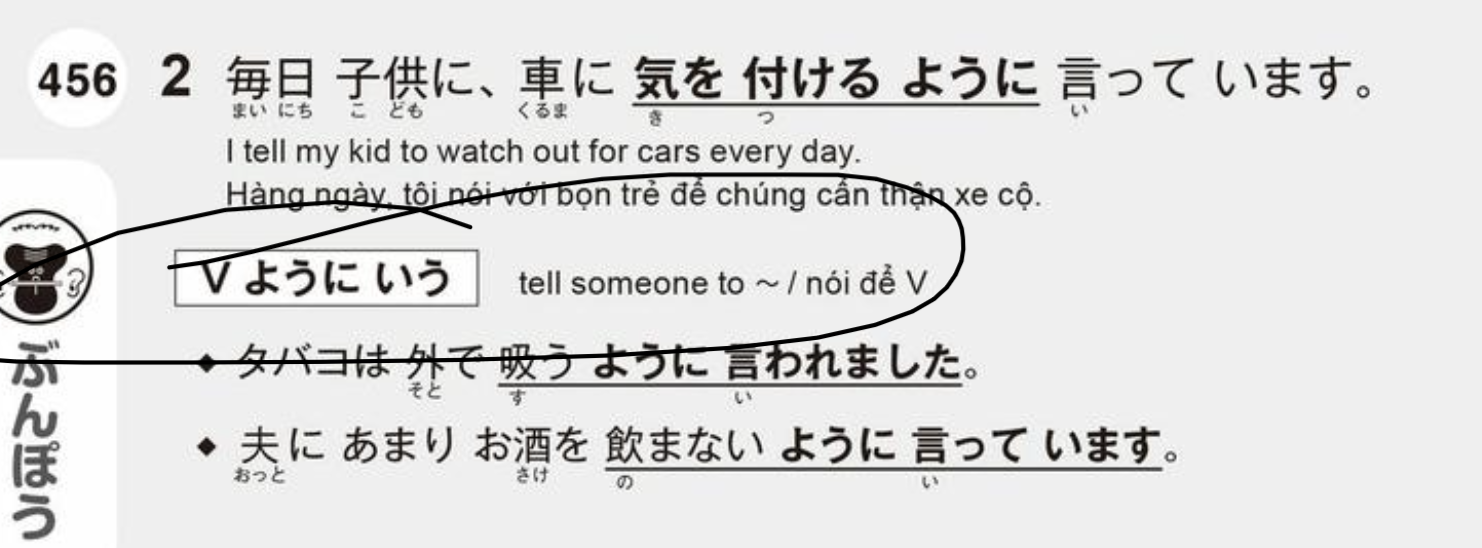 456
2 毎日 子供に、車に 気を 付ける ように 言って います。
まい にち こ ども くるま き つ い
I tell my kid to watch out for cars every day.
Hàng ngày, tôi nói với bọn trẻ để chúng cẩn thận xe cộ.
V ように いう tell someone to ~ / nói để V
◆ タバコは 外で 吸う ように 言われました。
そと す い
◆ 夫に あまり お酒を 飲まない ように 言って います。
おっと さけ の い
ぶんぽう